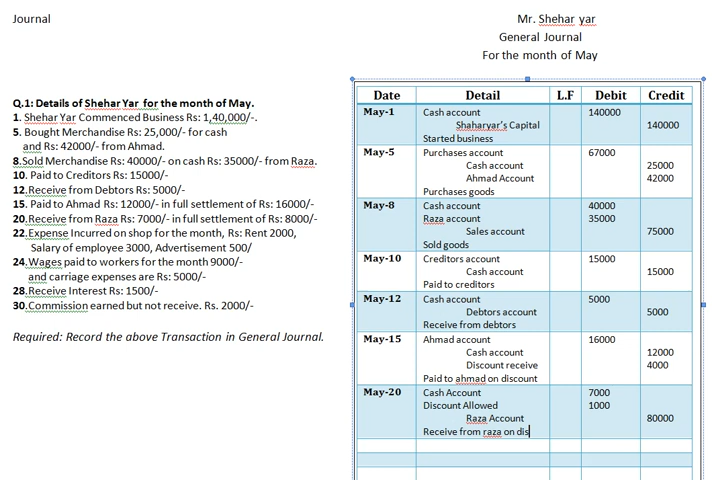 Journal
Q.1: Details of Shehar Yar for the month of May.
1. Shehar Yar Commenced Business Rs: 1,40,000/-.
5. Bought Merchandise Rs: 25,000/- for cash
and Rs: 42000/- from Ahmad.
8.Sold Merchandise Rs: 40000/- on cash Rs: 35000/- from Raza.
10. Paid to Creditors Rs: 15000/-
12.Receive from Debtors Rs: 5000/-
15. Paid to Ahmad Rs: 12000/- in full settlement of Rs: 16000/-
20.Receive from Raza Rs: 7000/- in full settlement of Rs: 8000/-
22.Expense Incurred on shop for the month, Rs: Rent 2000,
Salary of employee 3000, Advertisement 500/
24.Wages paid to workers for the month 9000/-
and carriage expenses are Rs: 5000/-
28.Receive Interest Rs: 1500/-
30.Commission earned but not receive. Rs. 2000/-
Required: Record the above Transaction in General Journal.
Mr. Shehar yar
General Journal
For the month of May
Date Detail L.F Debit Credit
May-1 Cash account 140000
Shaharyar's Capital 140000
Started business
May-5 Purchases account 67000
Cash account 25000
Ahmad Account 42000
Purchases goods
May-8 Cash account 40000
Raza account 35000
Sales account 75000
Sold goods
May-10 Creditors account 15000
Cash account 15000
Paid to creditors
May-12 Cash account 5000
Debtors account 5000
Receive from debtors
May-15 Ahmad account 16000
Cash account 12000
Discount receive 4000
Paid to ahmad on discount
May-20 Cash Account 7000
Discount Allowed 1000
Raza Account 80000
Receive from raza on dis